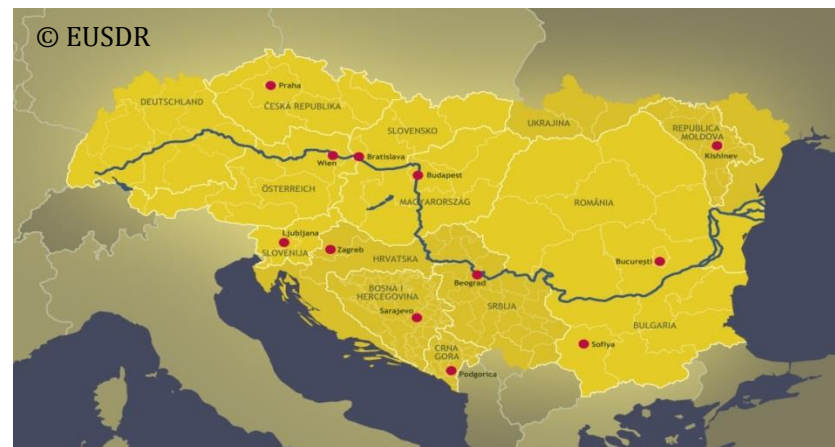 © EUSDR
Praha
DEUTSCHLAND
ČESKÁ REPUBLIKA
SLOVENSKO
UKRAJINA
REPUBLICA
MOLDOVA
Kishinev
Wien
Bratislava
Budapest
ÖSTERREICH
MAGYARORSZÁG
ROMÂNIA
Ljubljana
SLOVENIJA
Zagreb
HRVATSKA
București
Beograd
BOSNA I
HERCEGOVINA
Sarajevo
SRBIJA
BULGARIA
Sofiya
CRNA
GORA
Podgorica